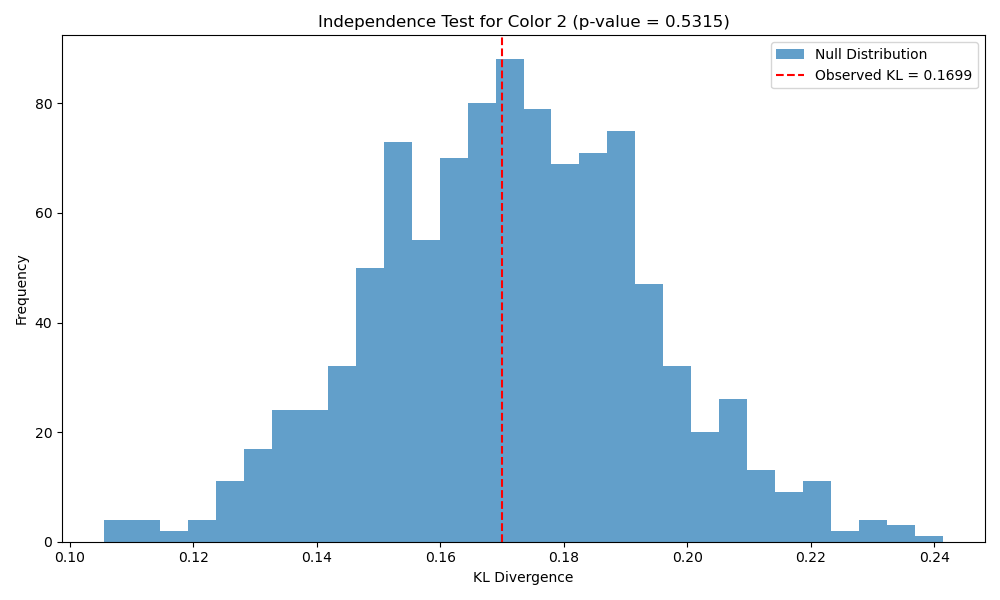 Independence Test for Color 2 (p-value = 0.5315)
Null Distribution
Observed KL = 0.1699
Frequency
80
60
40
20
0
0.10 0.12 0.14 0.16 0.18 0.20 0.22 0.24
KL Divergence